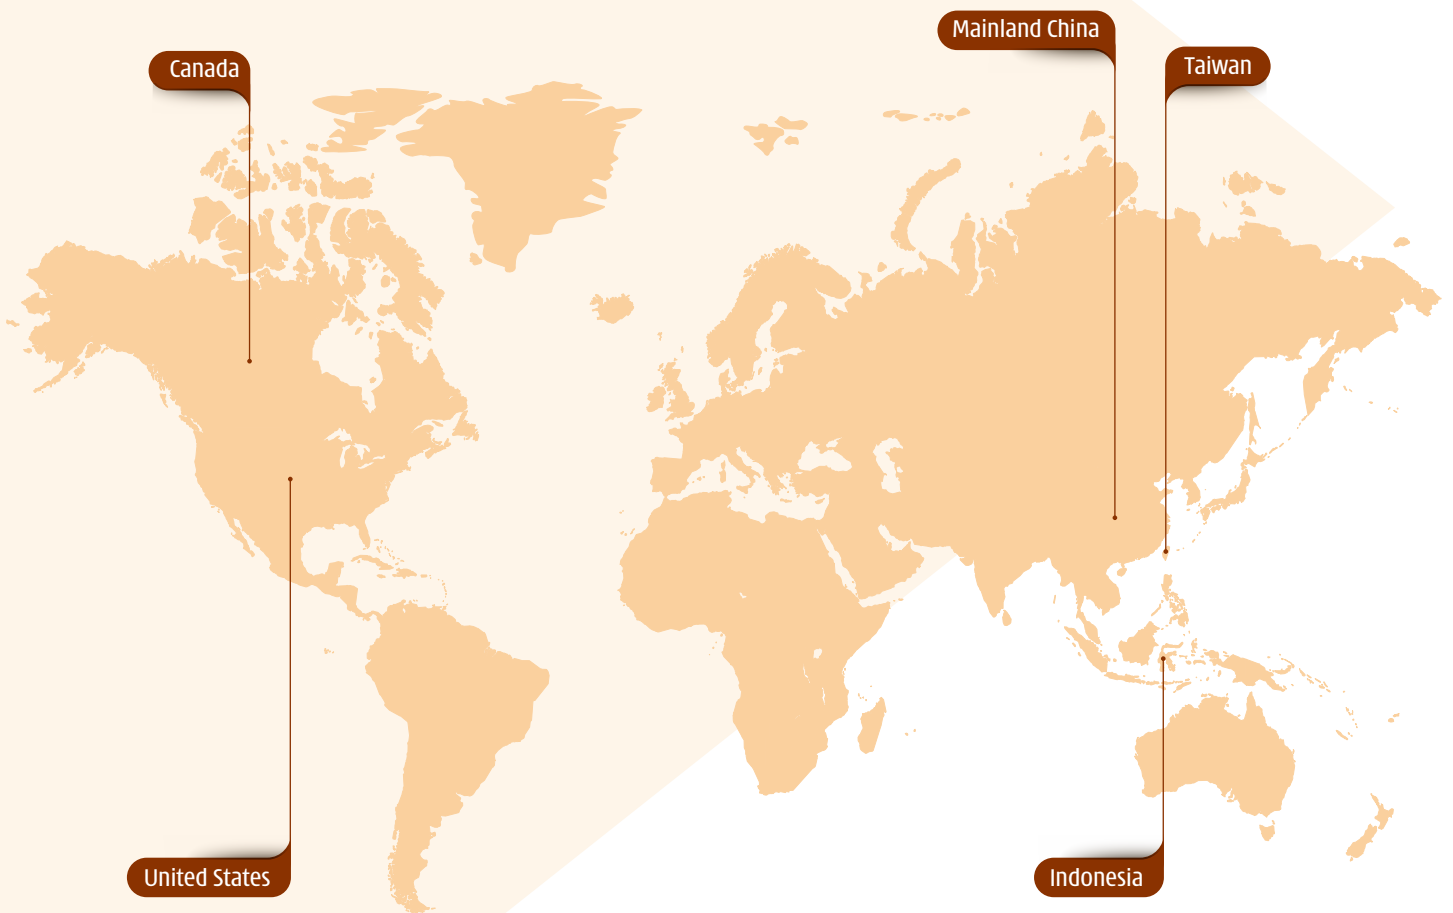 Mainland China
Taiwan
Canada
United States
Indonesia